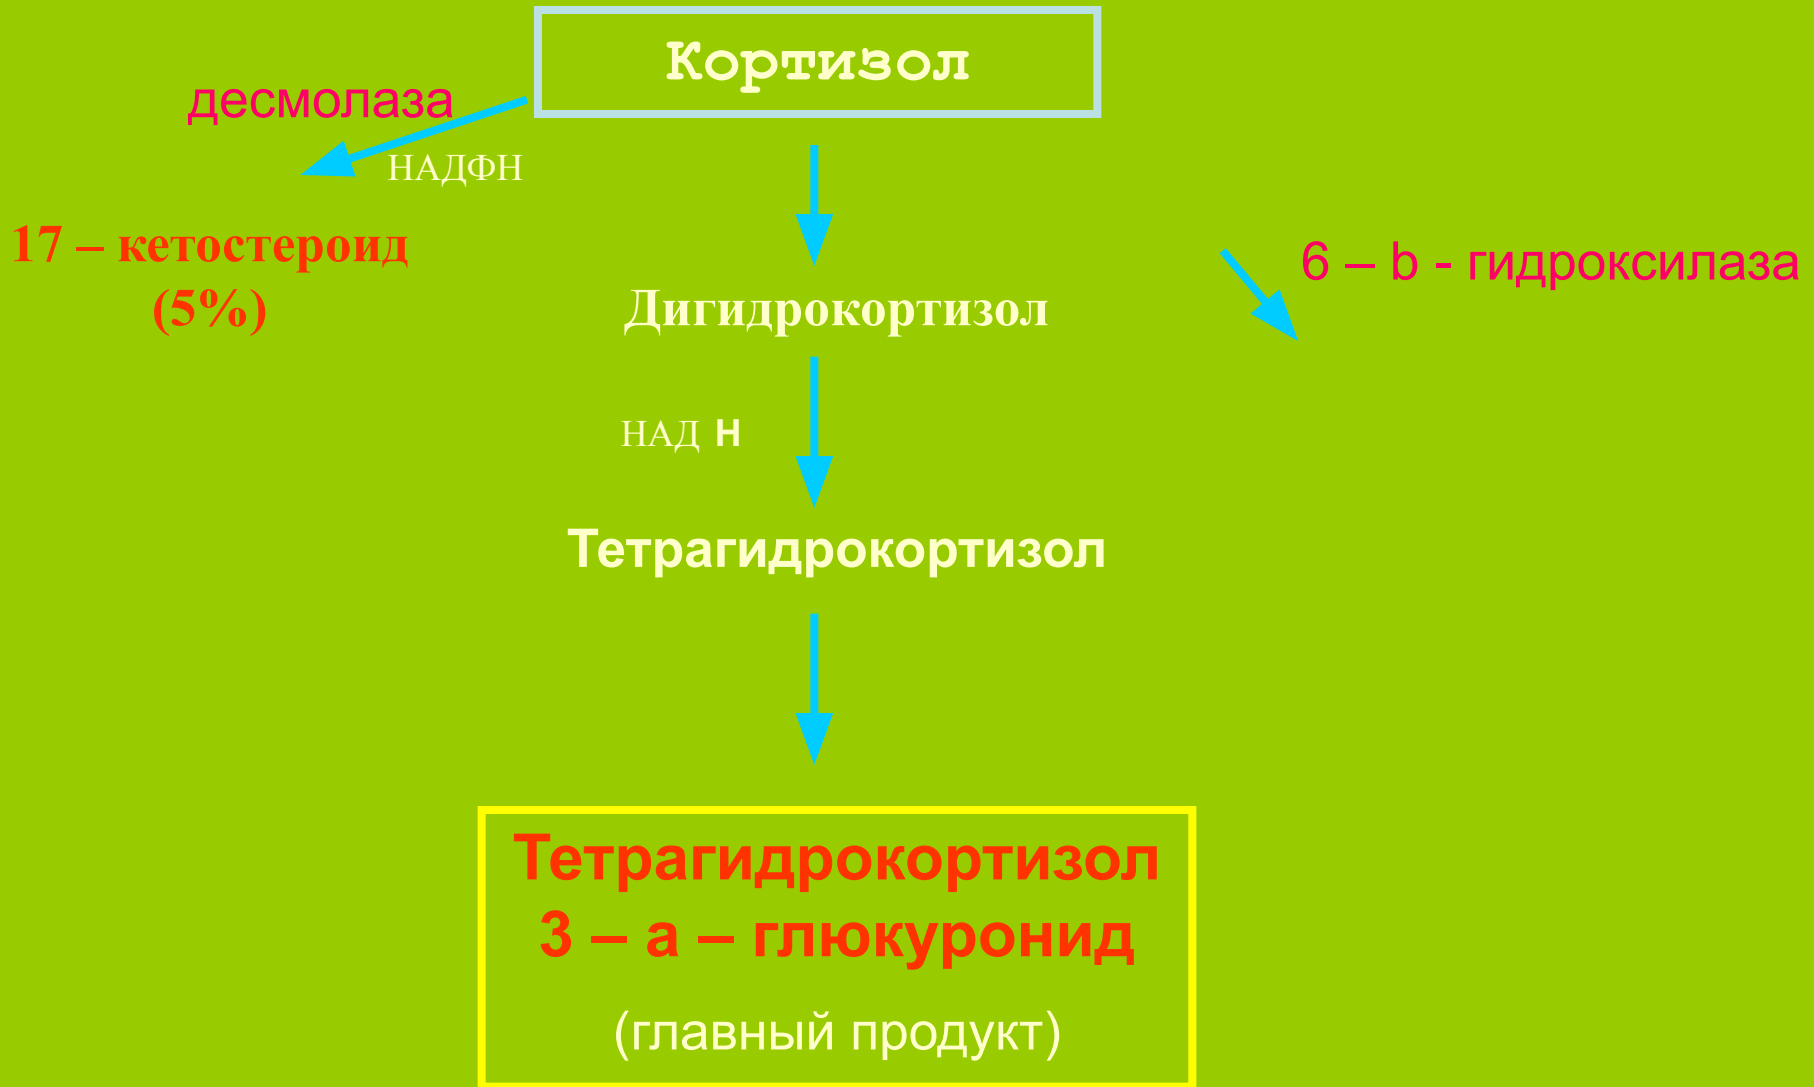 Кортизол
десмолаза
НАДФН
17 – кетостероид
(5%)
6 – b - гидроксилаза
Дигидрокортизол
НАД Н
Тетрагидрокортизол
Тетрагидрокортизол
3 – а – глюкуронид
(главный продукт)